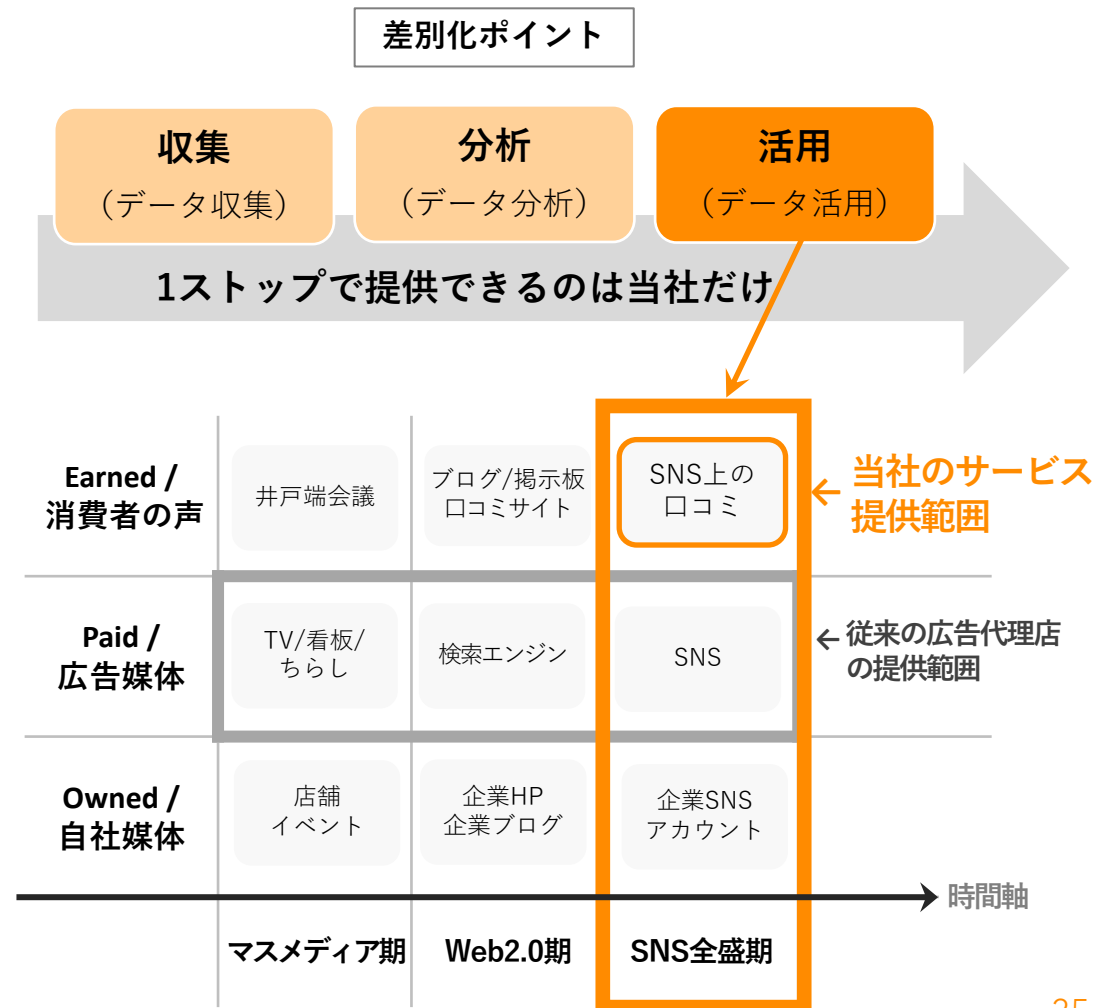 差別化ポイント
収集
（データ収集）
分析
（データ分析）
活用
（データ活用）
1ストップで提供できるのは当社だけ
Earned /
消費者の声
井戸端会議
ブログ/掲示板
口コミサイト
SNS上の
口コミ
←当社のサービス
提供範囲
Paid /
広告媒体
TV/看板/
ちらし
検索エンジン
SNS
←従来の広告代理店
の提供範囲
Owned /
自社媒体
店舗
イベント
企業HP
企業ブログ
企業SNS
アカウント
時間軸
マスメディア期
Web2.0期
SNS全盛期